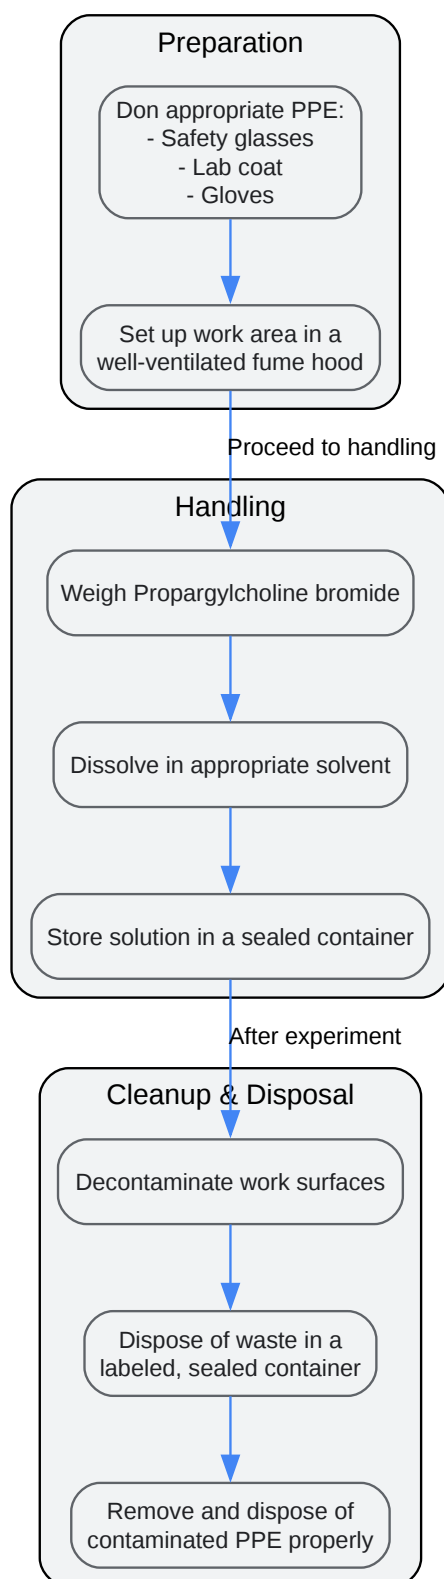 Preparation
Don appropriate PPE:
- Safety glasses
- Lab coat
- Gloves
Set up work area in a
well-ventilated fume hood
Proceed to handling
Handling
Weigh Propargylcholine bromide
Dissolve in appropriate solvent
Store solution in a sealed container
After experiment
Cleanup & Disposal
Decontaminate work surfaces
Dispose of waste in a
labeled, sealed container
Remove and dispose of
contaminated PPE properly